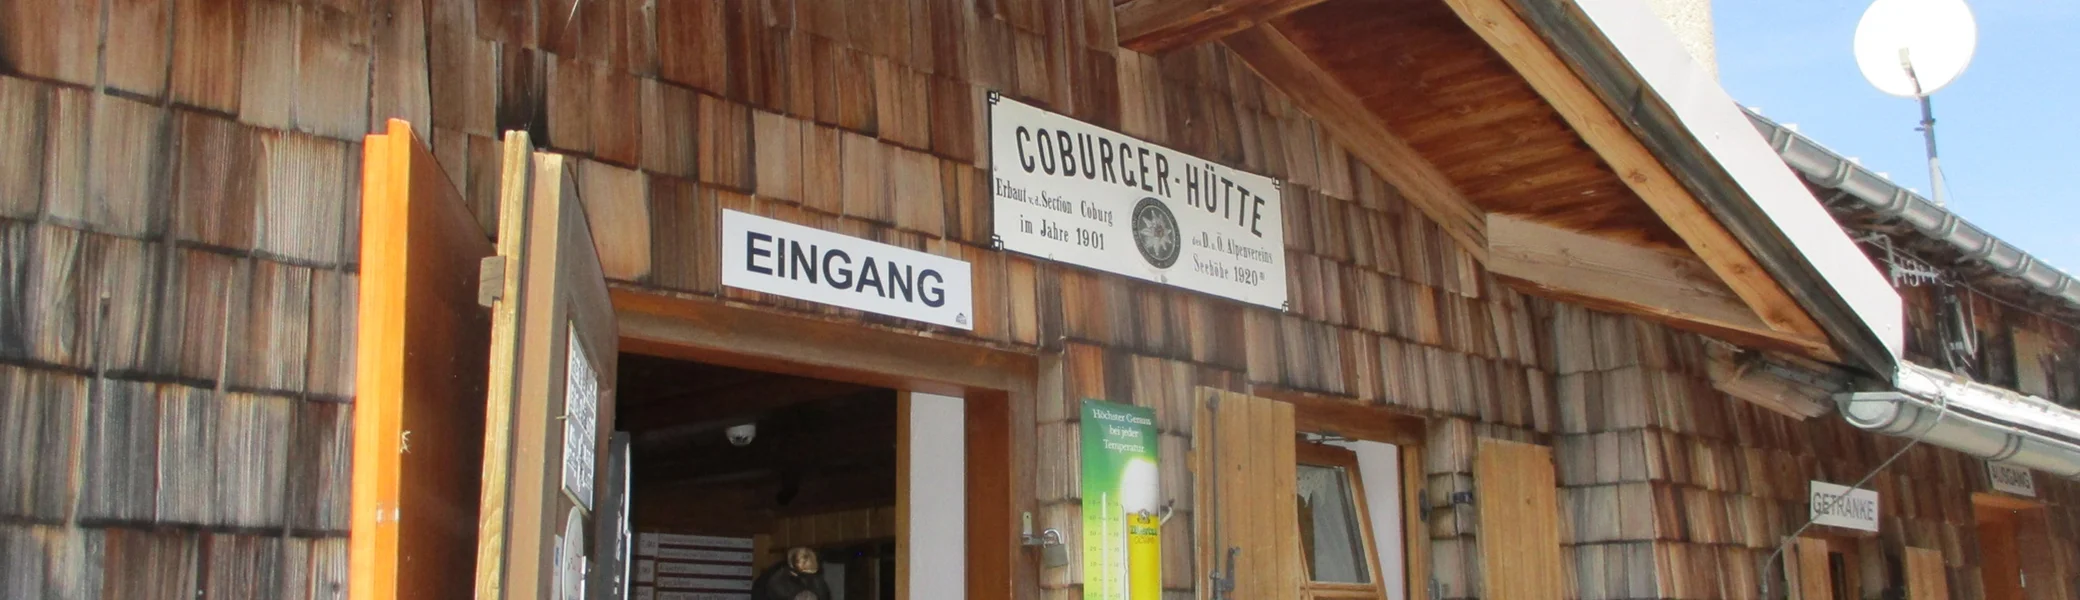 COBURGER-HÜTTE
Erbaut v.d. Section Coburg
im Jahre 1901
des D. u. Ö. Alpenvereins
Seehöhe 1920 m
EINGANG
Höchster Genuss
bei jeder
Temperatur.
GETRÄNKE
AUSGANG